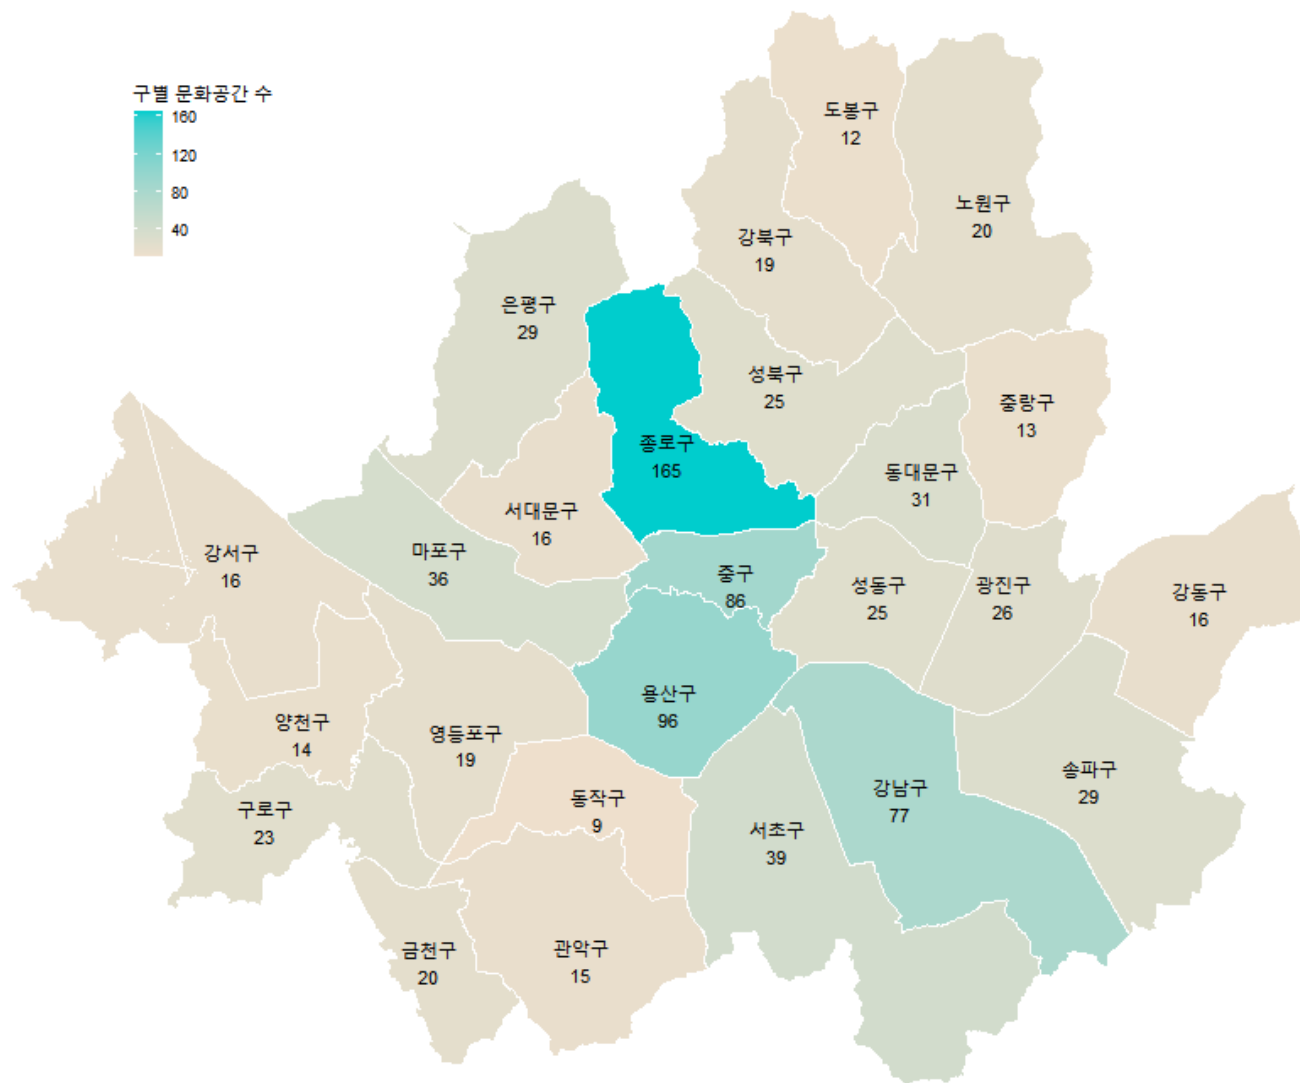 구별 문화공간 수
160
120
80
40
도봉구
12
노원구
20
강북구
19
은평구
29
성북구
25
중랑구
13
종로구
165
동대문구
31
서대문구
16
마포구
36
강서구
16
중구
86
성동구
25
광진구
26
강동구
16
용산구
96
양천구
14
영등포구
19
송파구
29
강남구
77
동작구
9
구로구
23
서초구
39
금천구
20
관악구
15